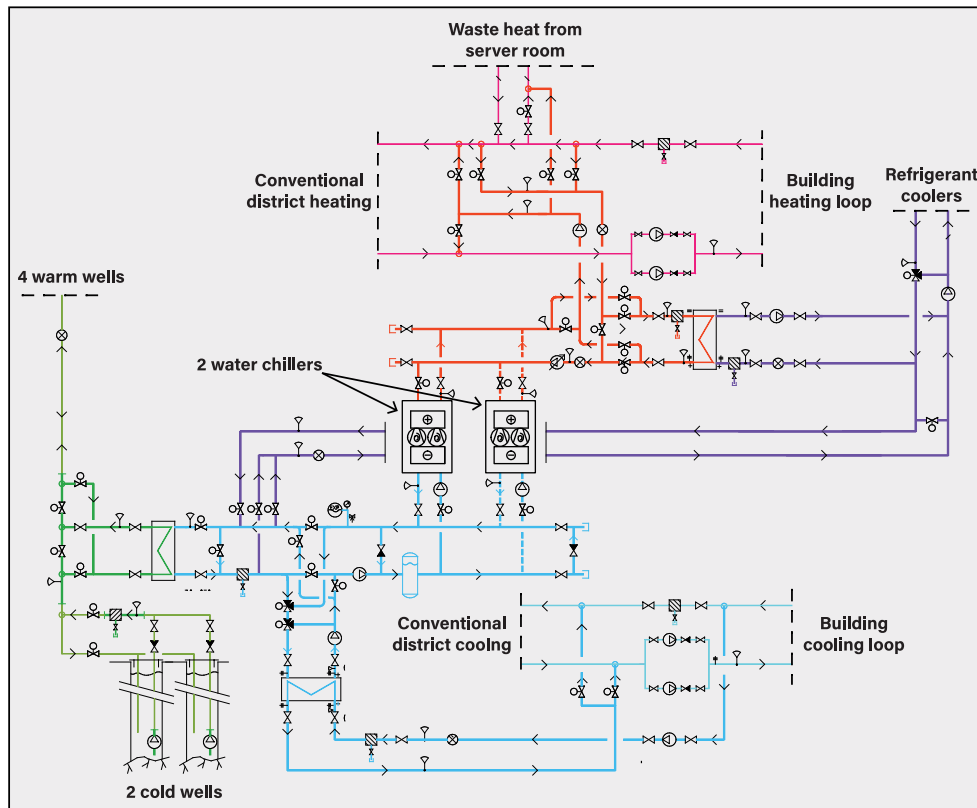 Waste heat from
server room
Conventional
district heating
Building
heating loop
Refrigerant
coolers
4 warm wells
2 water chillers
Conventional
district coolng
Building
cooling loop
2 cold wells